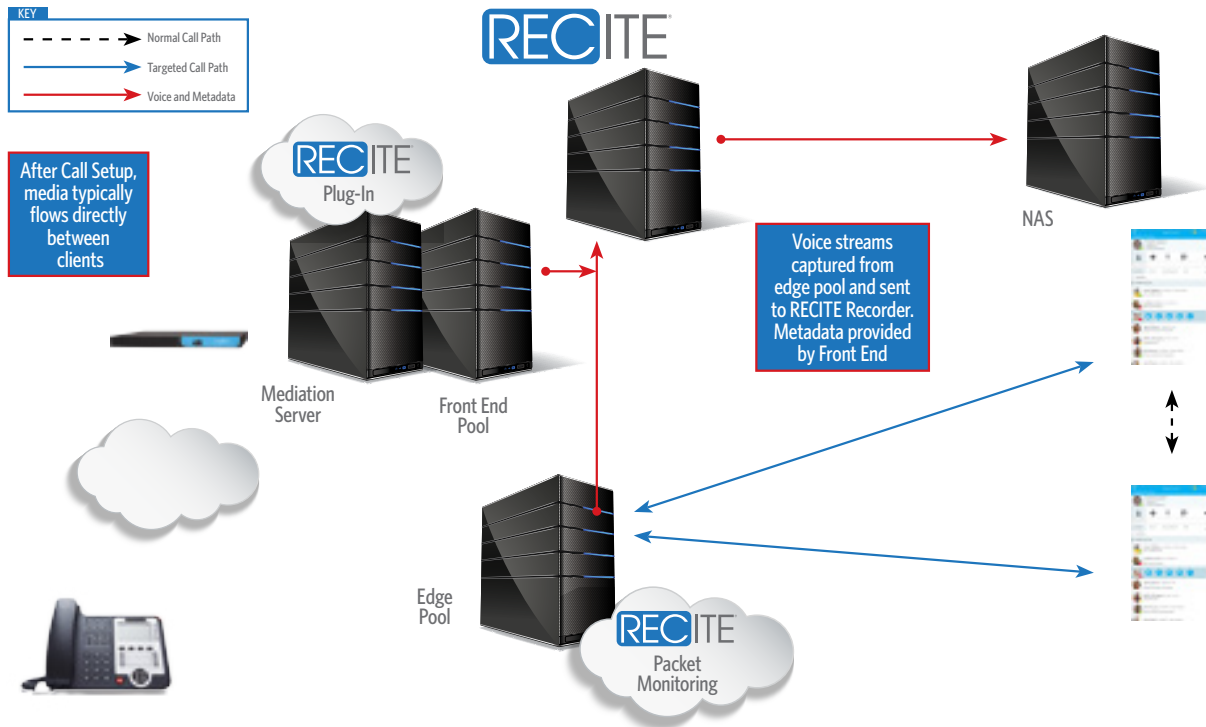 KEY
Normal Call Path
Targeted Call Path
Voice and Metadata
RECITE
After Call Setup,
media typically
flows directly
between
clients
RECITE
Plug-In
Mediation
Server
Front End
Pool
NAS
Voice streams
captured from
edge pool and sent
to RECITE Recorder.
Metadata provided
by Front End
Edge
Pool
RECITE
Packet
Monitoring